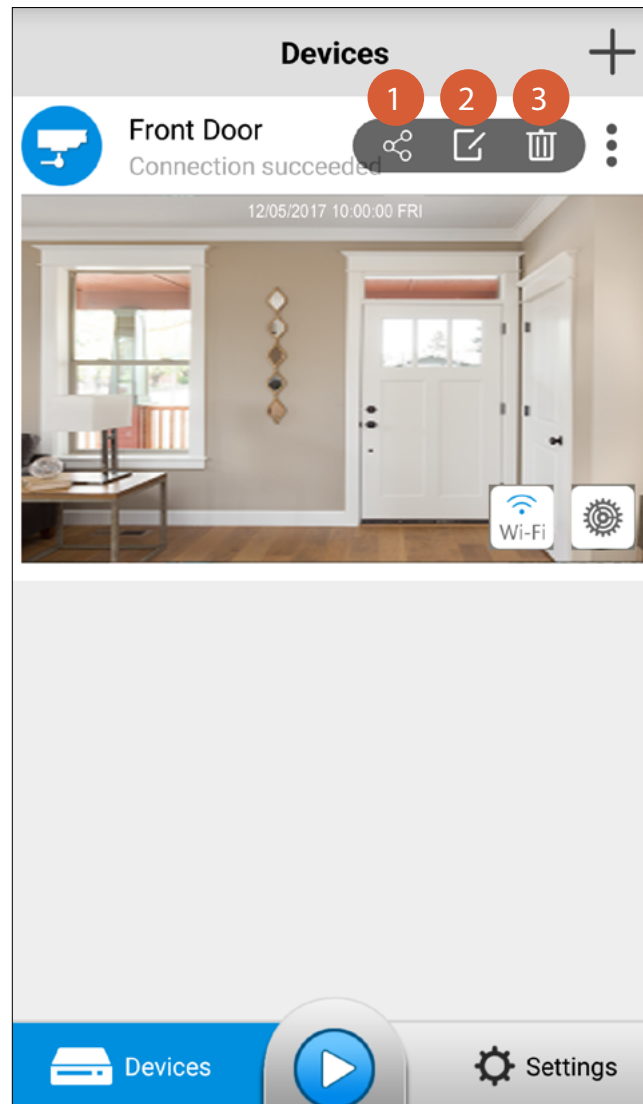 Devices
1 2 3
Front Door
Connection succeeded
12/05/2017 10:00:00 FRI
Wi-Fi
Devices Settings